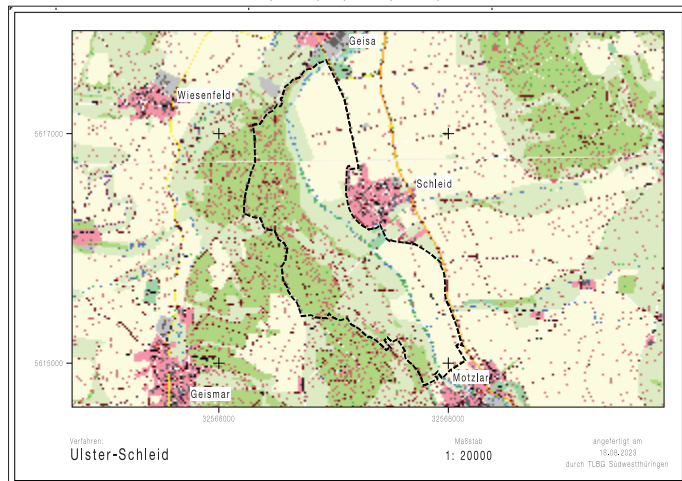 Geisa
Wiesenfeld
5617000
Schleid
5615000
Motzlar
Geismar
32566000
32568000
Verfahren:
Ulster-Schleid
Maßstab
1: 20000
angefertigt am
18.08.2023
durch TLBG Südwestthüringen